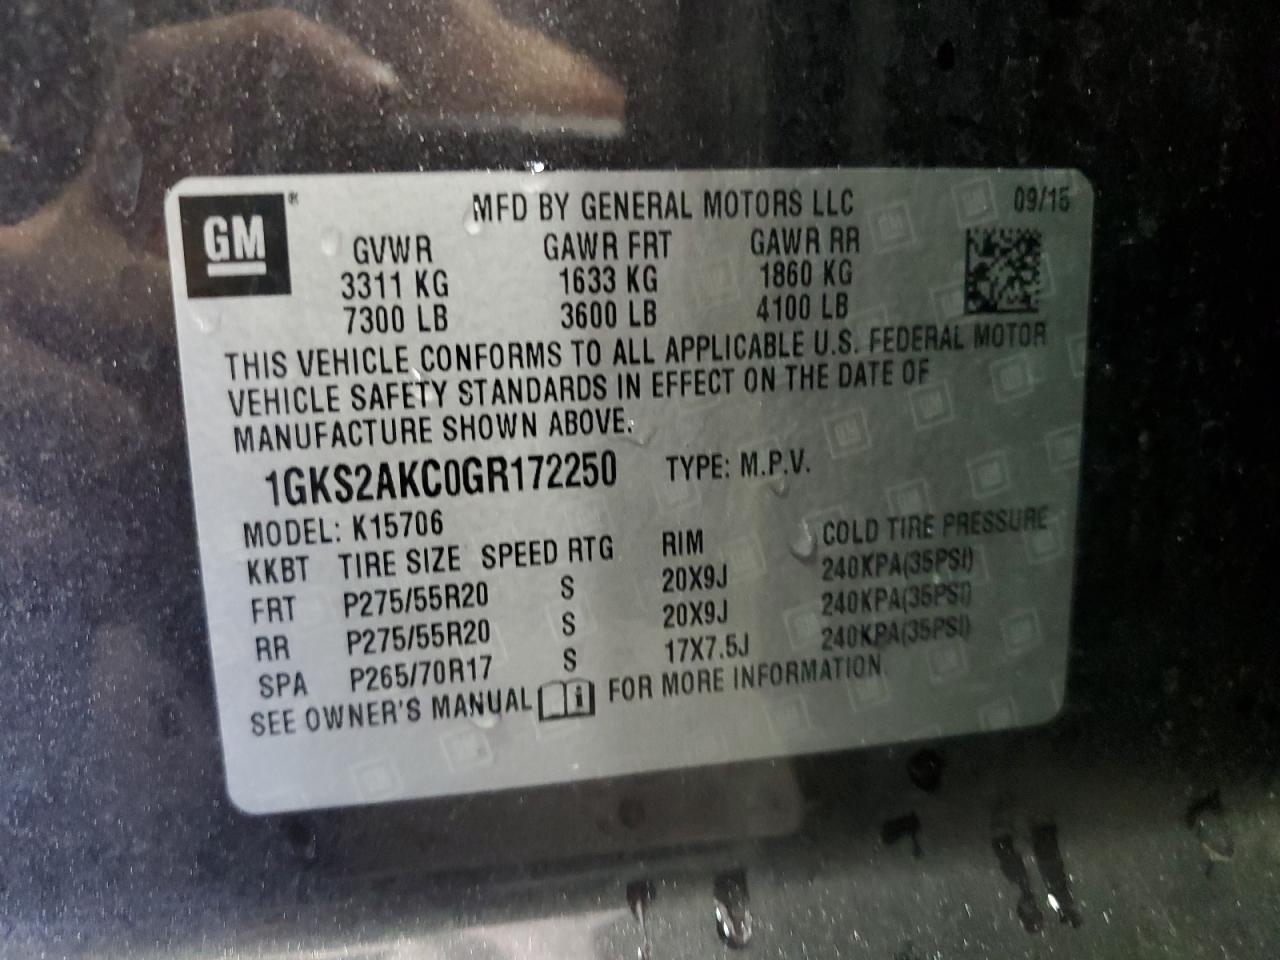 GM®
MFD BY GENERAL MOTORS LLC 09/15
GVWR GAWR FRT GAWR RR
3311 KG 1633 KG 1860 KG
7300 LB 3600 LB 4100 LB
THIS VEHICLE CONFORMS TO ALL APPLICABLE U.S. FEDERAL MOTOR
VEHICLE SAFETY STANDARDS IN EFFECT ON THE DATE OF
MANUFACTURE SHOWN ABOVE.
1GKS2AKC0GR172250 TYPE: M.P.V.
MODEL: K15706
KKBT TIRE SIZE SPEED RTG RIM COLD TIRE PRESSURE
FRT P275/55R20 S 20X9J 240KPA(35PSI)
RR P275/55R20 S 20X9J 240KPA(35PSI)
SPA P265/70R17 S 17X7.5J 240KPA(35PSI)
SEE OWNER'S MANUAL i FOR MORE INFORMATION.